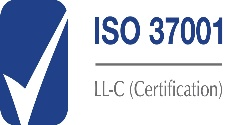 ISO 37001
LL-C (Certification)